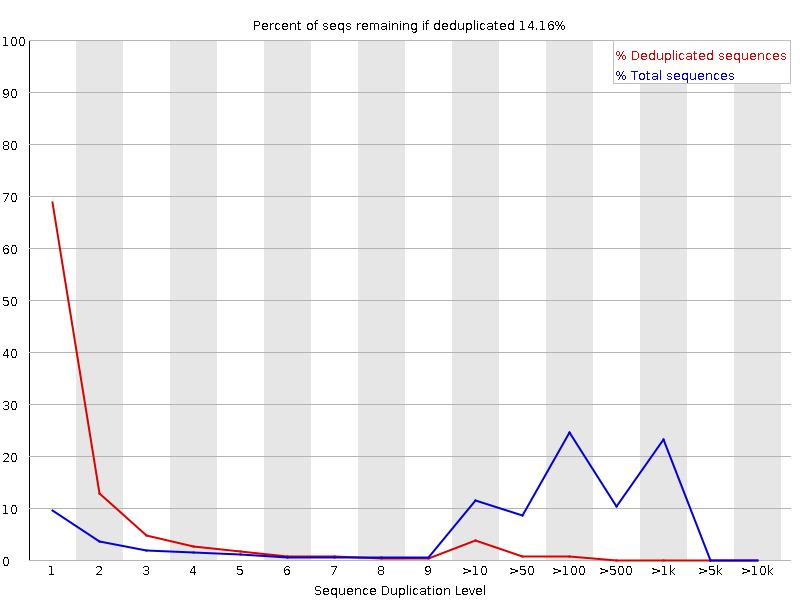 Percent of seqs remaining if deduplicated 14.16%
% Deduplicated sequences
% Total sequences
100
90
80
70
60
50
40
30
20
10
0
1 2 3 4 5 6 7 8 9 >10 >50 >100 >500 >1k >5k >10k
Sequence Duplication Level